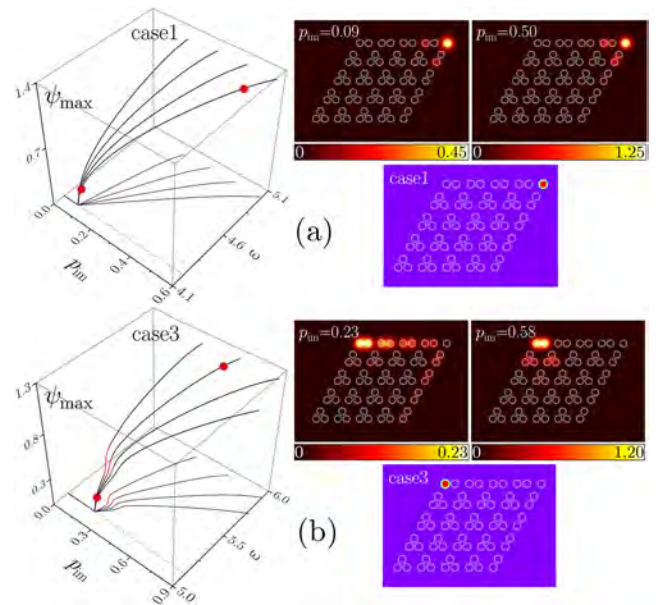 case1
1.4
ψmax
0.7
0.0
0.2
0.4
0.6
pim
4.1
4.6
5.1
ω
(a)
pim=0.09
pim=0.50
0 0.45
0 1.25
case1
case3
1.3
ψmax
0.8
0.3
0.0
0.3
0.6
0.9
pim
5.0
5.5
6.0
ω
(b)
pim=0.23
pim=0.58
0 0.23
0 1.20
case3